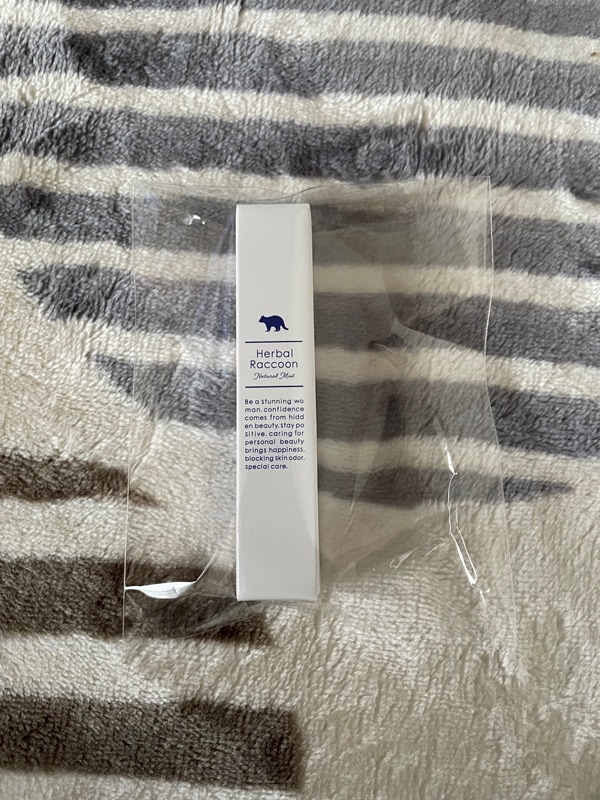 Herbal
Raccoon
Natural Mist
Be a stunning wo
man. confidence
comes from hidd
en beauty. stay po
sitive. caring for
personal beauty
brings happiness.
blocking skin odor,
special care.